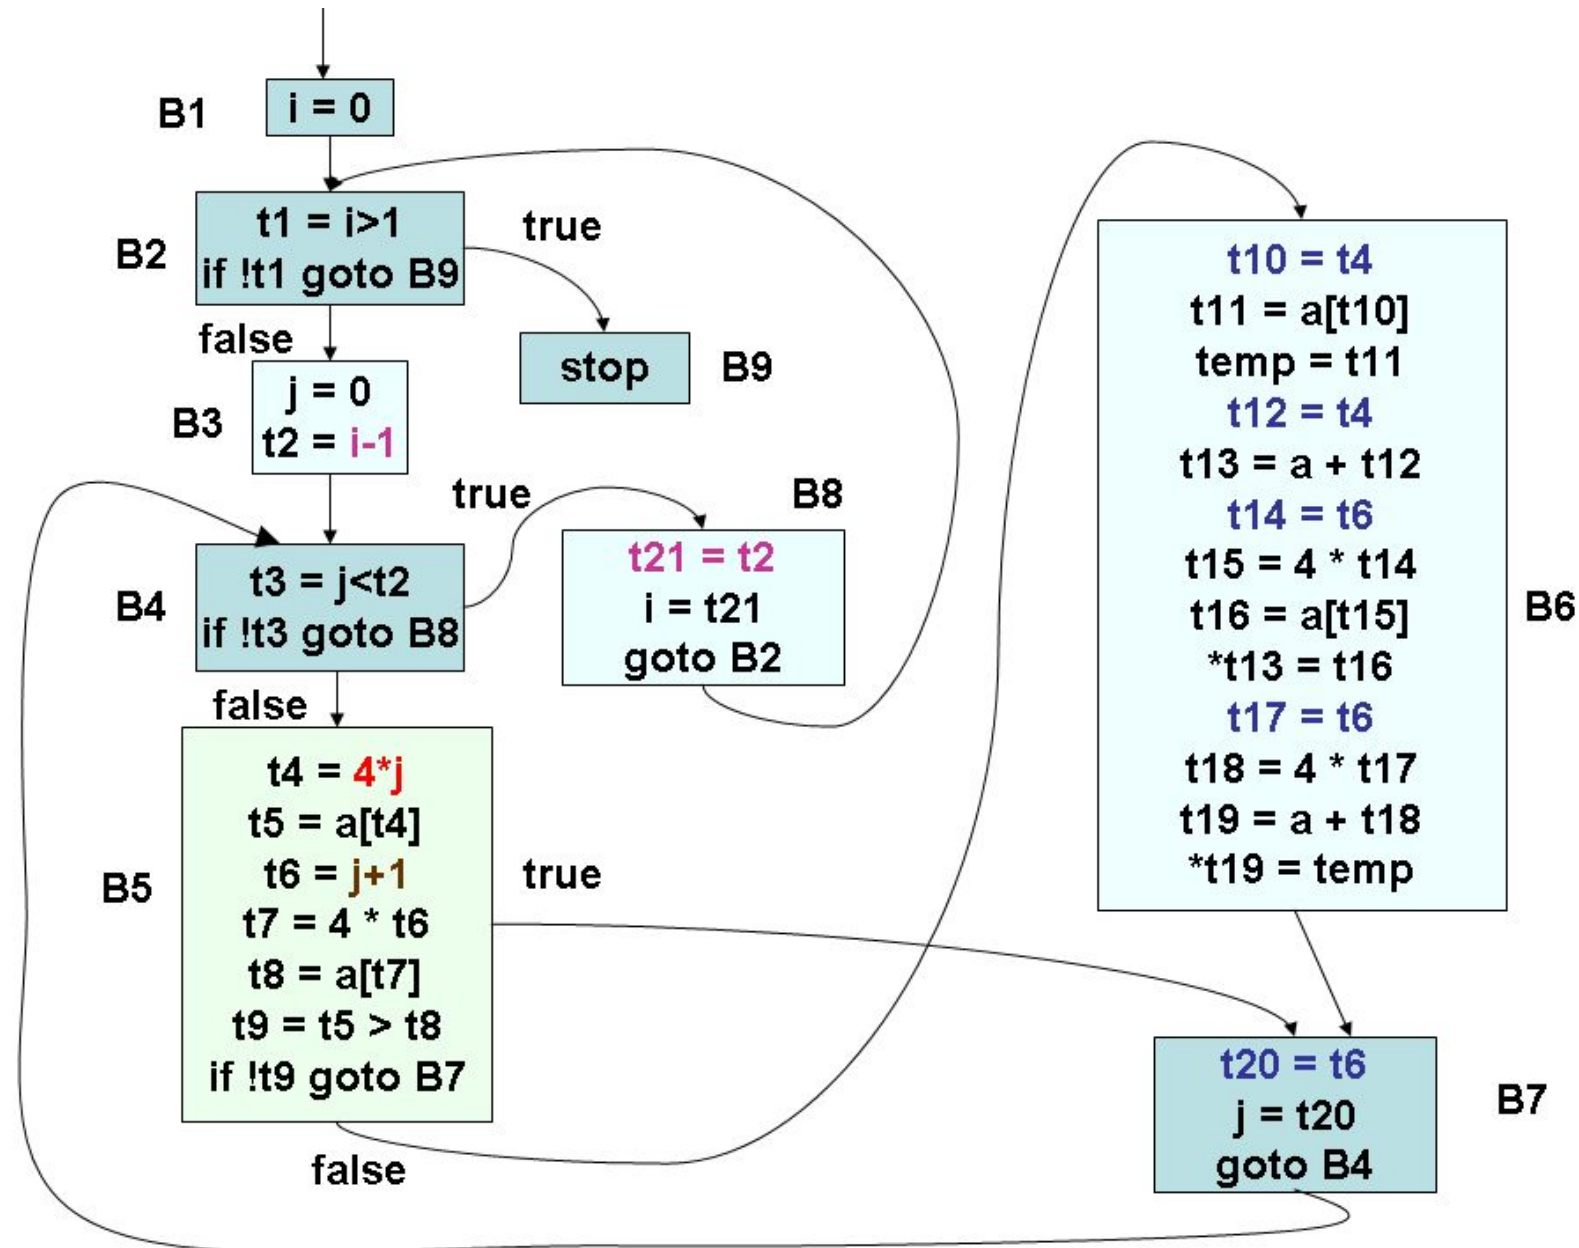 B1
i = 0
B2
t1 = i>1
if !t1 goto B9
true
false
stop
B9
B3
j = 0
t2 = i-1
true
B8
t21 = t2
i = t21
goto B2
B4
t3 = j<t2
if !t3 goto B8
false
B5
t4 = 4*j
t5 = a[t4]
t6 = j+1
t7 = 4 * t6
t8 = a[t7]
t9 = t5 > t8
if !t9 goto B7
true
false
t10 = t4
t11 = a[t10]
temp = t11
t12 = t4
t13 = a + t12
t14 = t6
t15 = 4 * t14
t16 = a[t15]
*t13 = t16
t17 = t6
t18 = 4 * t17
t19 = a + t18
*t19 = temp
B6
t20 = t6
j = t20
goto B4
B7